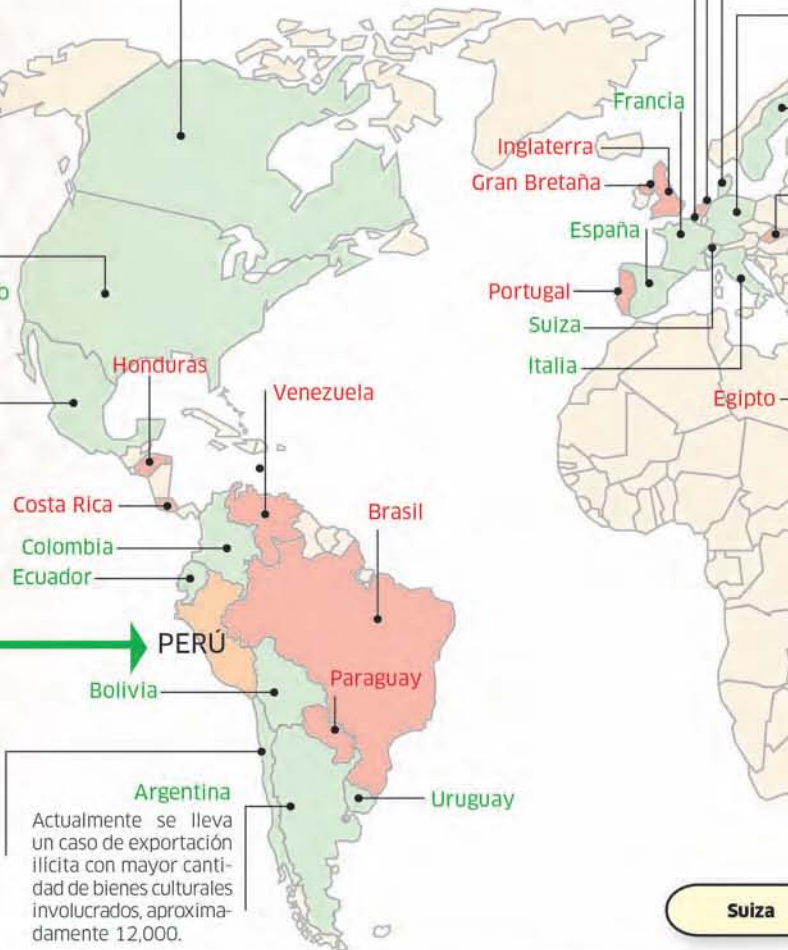 Francia
Inglaterra
Gran Bretaña
España
Portugal
Suiza
Italia
Egipto
o
Honduras
Venezuela
Costa Rica
Brasil
Colombia
Ecuador
PERÚ
Bolivia
Paraguay
Argentina
Actualmente se lleva
un caso de exportación
ilícita con mayor canti-
dad de bienes culturales
involucrados, aproxima-
damente 12,000.
Uruguay
Suiza